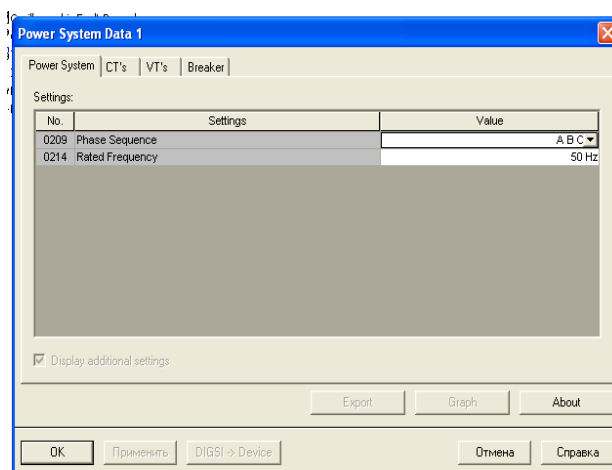 Power System Data 1
Power System CT's VT's Breaker
Settings:
No. Settings Value
0209 Phase Sequence A B C
0214 Rated Frequency 50 Hz
Display additional settings
Export Graph About
OK Применить DIGSI -> Device Отмена Справка